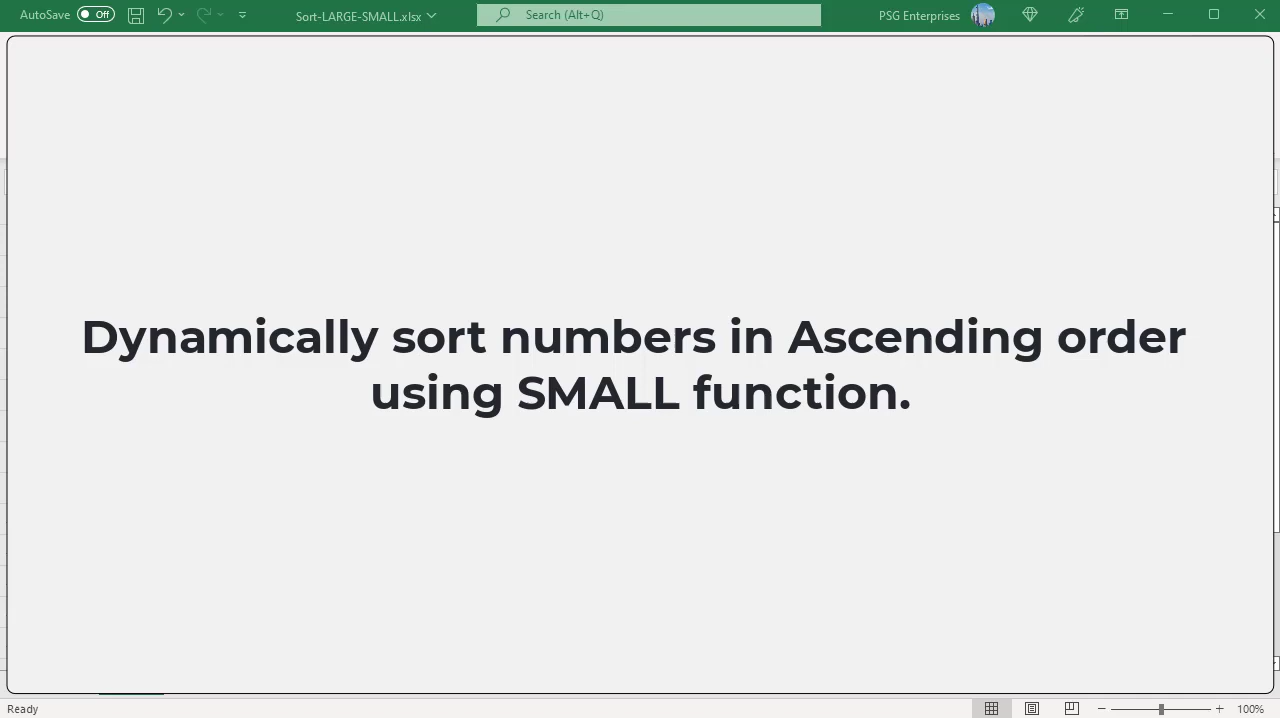 AutoSave Off Sort-LARGE-SMALL.xlsx Search (Alt+Q) PSG Enterprises
Dynamically sort numbers in Ascending order
using SMALL function.
Ready 100%